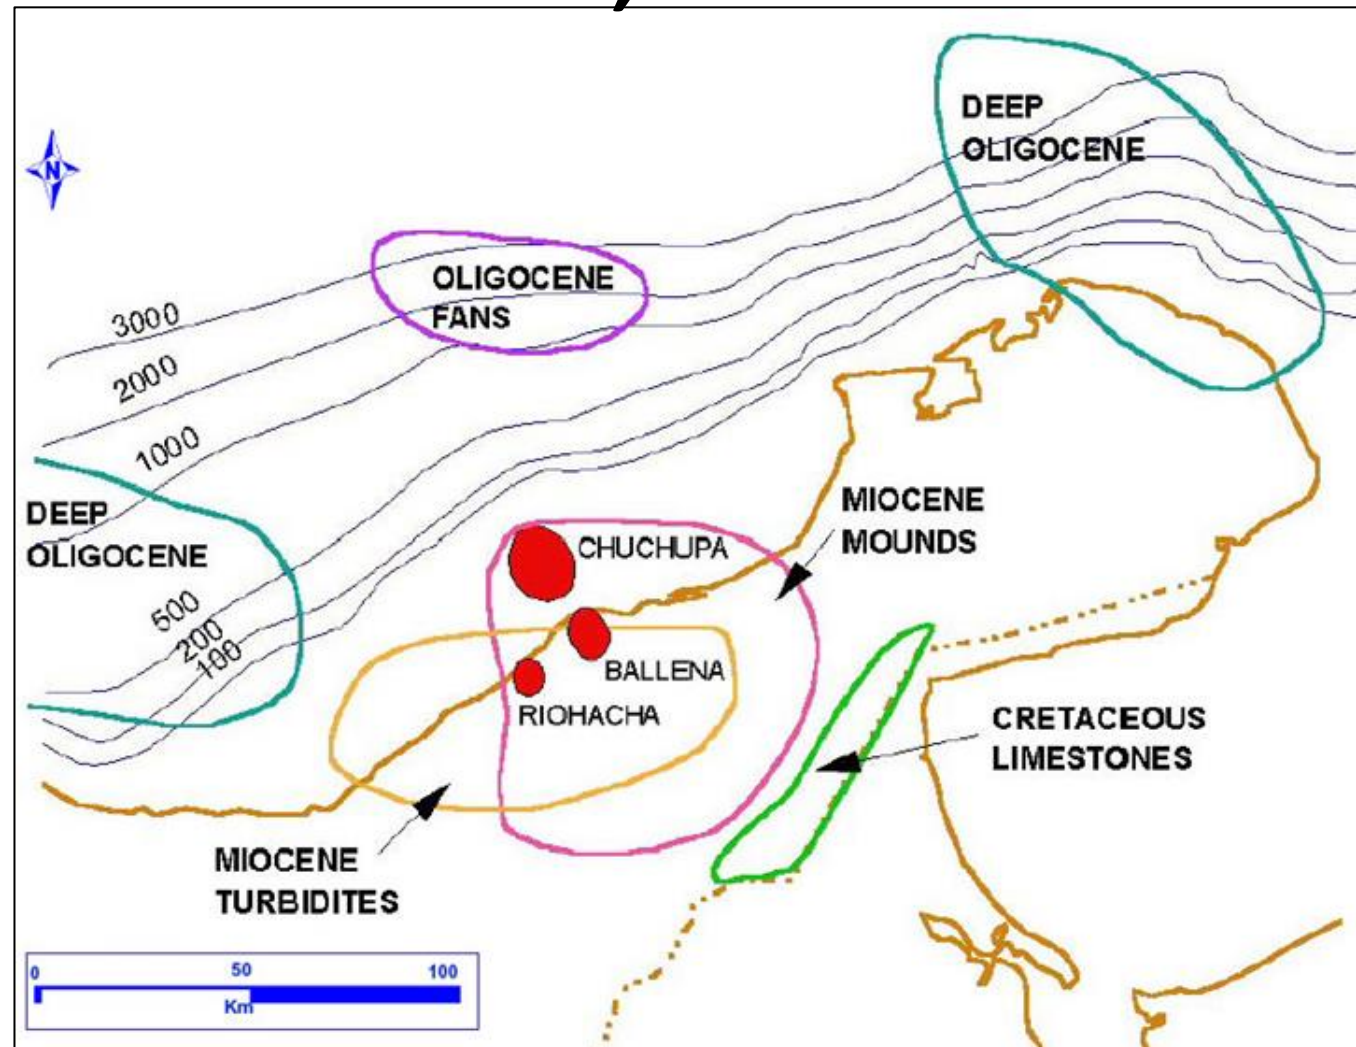 DEEP
OLIGOCENE
N
OLIGOCENE
FANS
3000
2000
1000
DEEP
OLIGOCENE
500
200
100
MIOCENE
MOUNDS
CHUCHUPA
BALLENA
RIOHACHA
CRETACEOUS
LIMESTONES
MIOCENE
TURBIDITES
0 50 100
Km